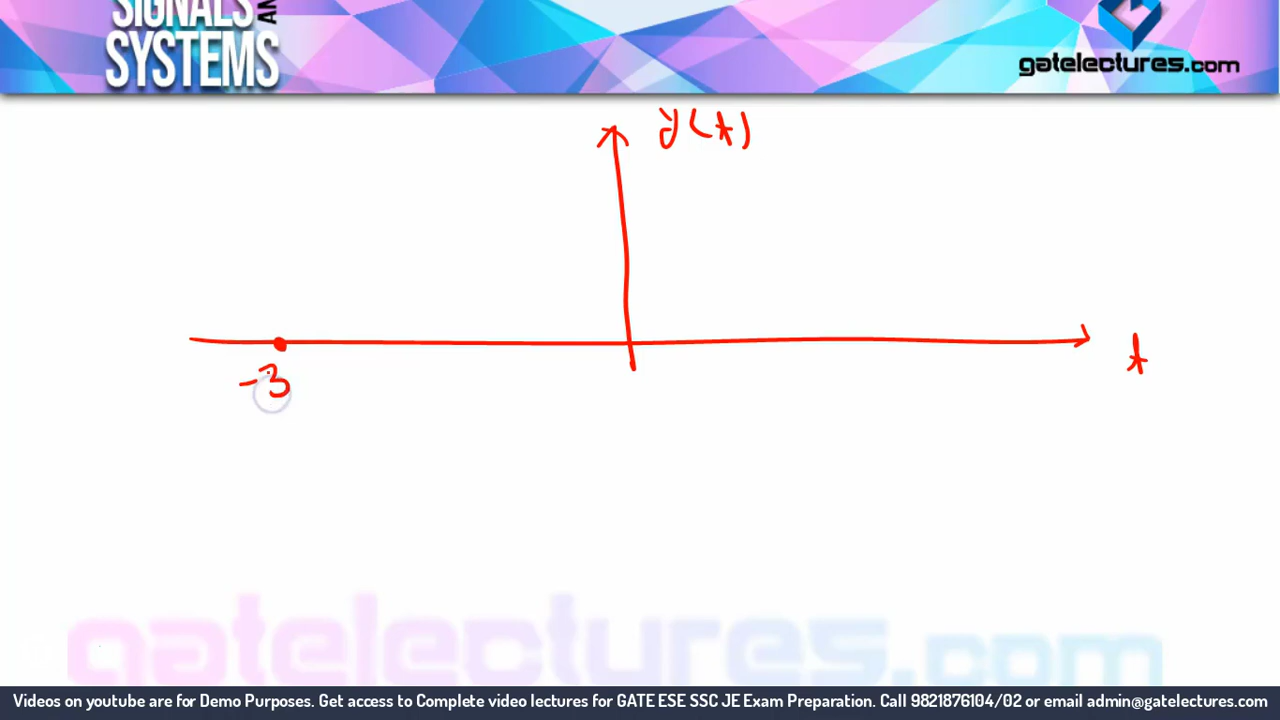 SIGNALS AND
SYSTEMS
gatelectures.com
y(t)
t
-3
gatelectures.com
Videos on youtube are for Demo Purposes. Get access to Complete video lectures for GATE ESE SSC JE Exam Preparation. Call 9821876104/02 or email admin@gatelectures.com